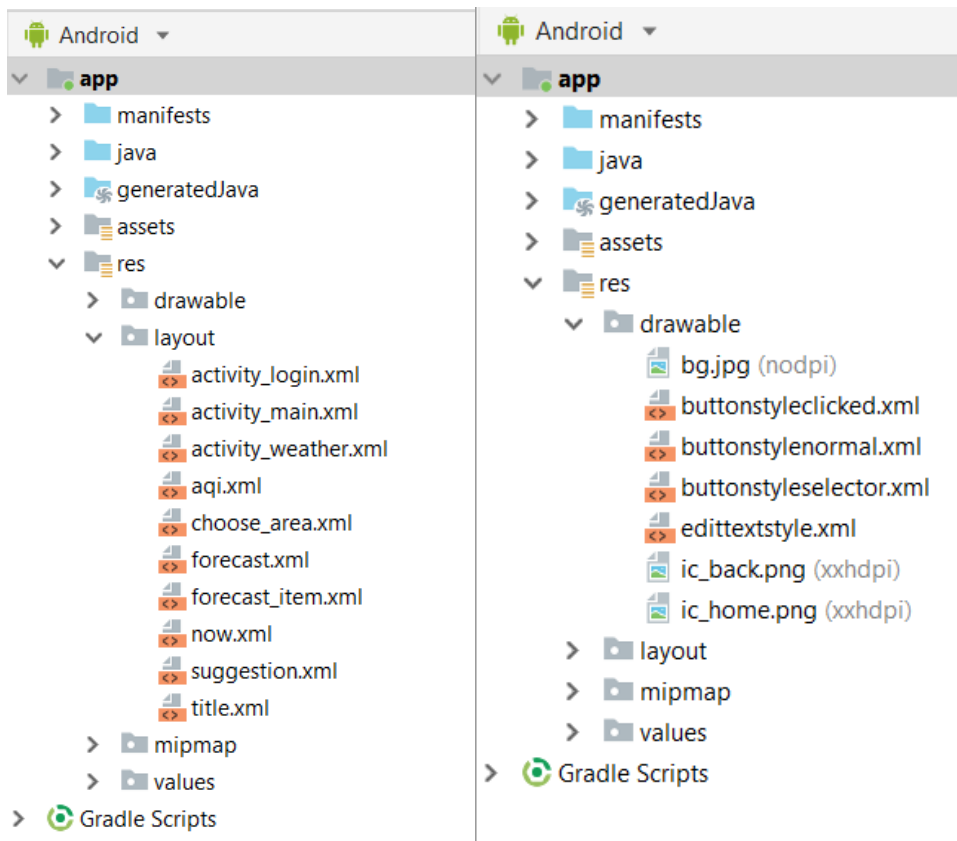 Android
app
manifests
java
generatedJava
assets
res
drawable
layout
activity_login.xml
activity_main.xml
activity_weather.xml
aqi.xml
choose_area.xml
forecast.xml
forecast_item.xml
now.xml
suggestion.xml
title.xml
mipmap
values
Gradle Scripts
Android
app
manifests
java
generatedJava
assets
res
drawable
bg.jpg (nodpi)
buttonstyleclicked.xml
buttonstylenormal.xml
buttonstyleselector.xml
edittextstyle.xml
ic_back.png (xxhdpi)
ic_home.png (xxhdpi)
layout
mipmap
values
Gradle Scripts